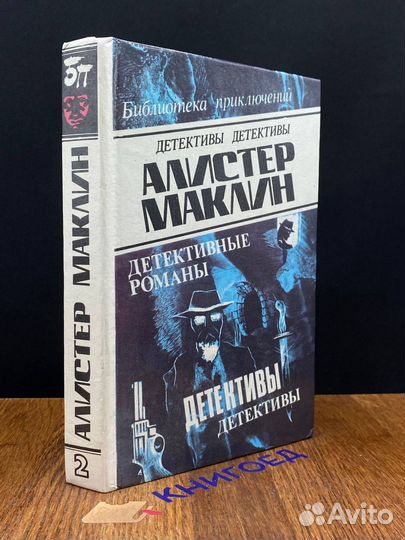 БП
АЛИСТЕР МАКЛИН
2
Библиотека приключений
ДЕТЕКТИВЫ ДЕТЕКТИВЫ
АЛИСТЕР
МАКЛИН
ДЕТЕКТИВНЫЕ
РОМАНЫ
ДЕТЕКТИВЫ
ДЕТЕКТИВЫ
КНИГОЕД
Avito